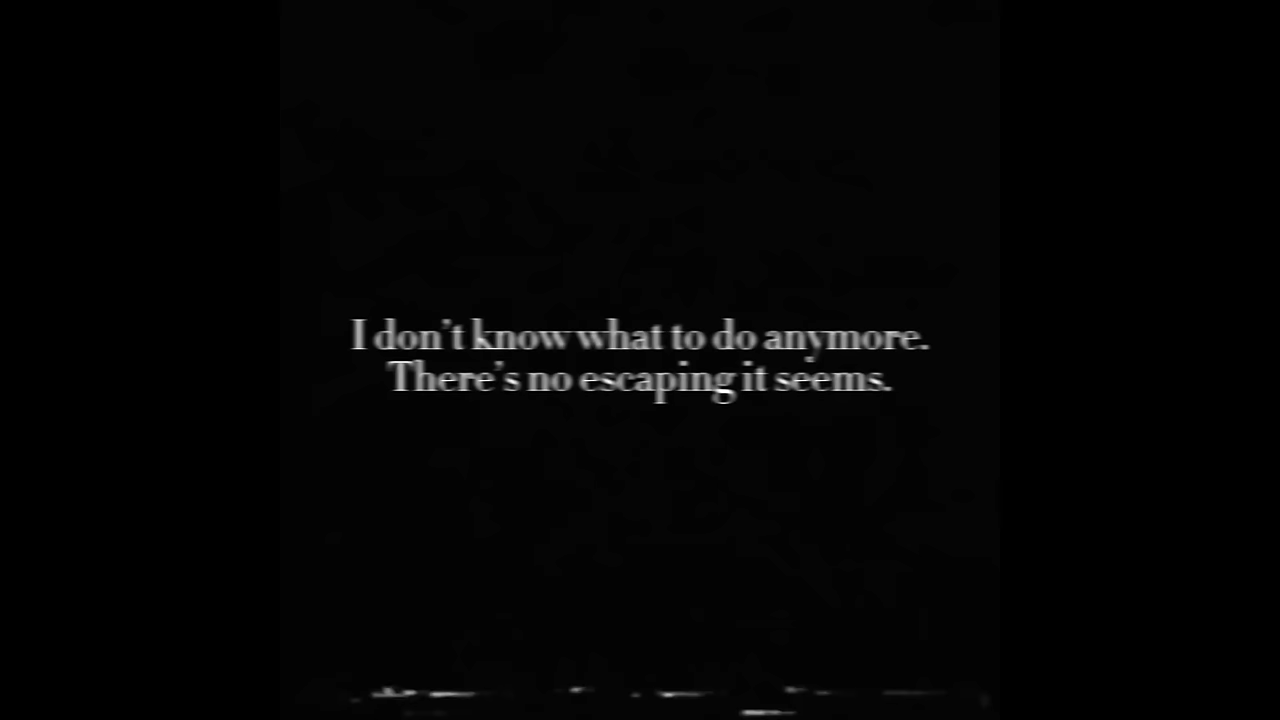 I don’t know what to do anymore.
There’s no escaping it seems.